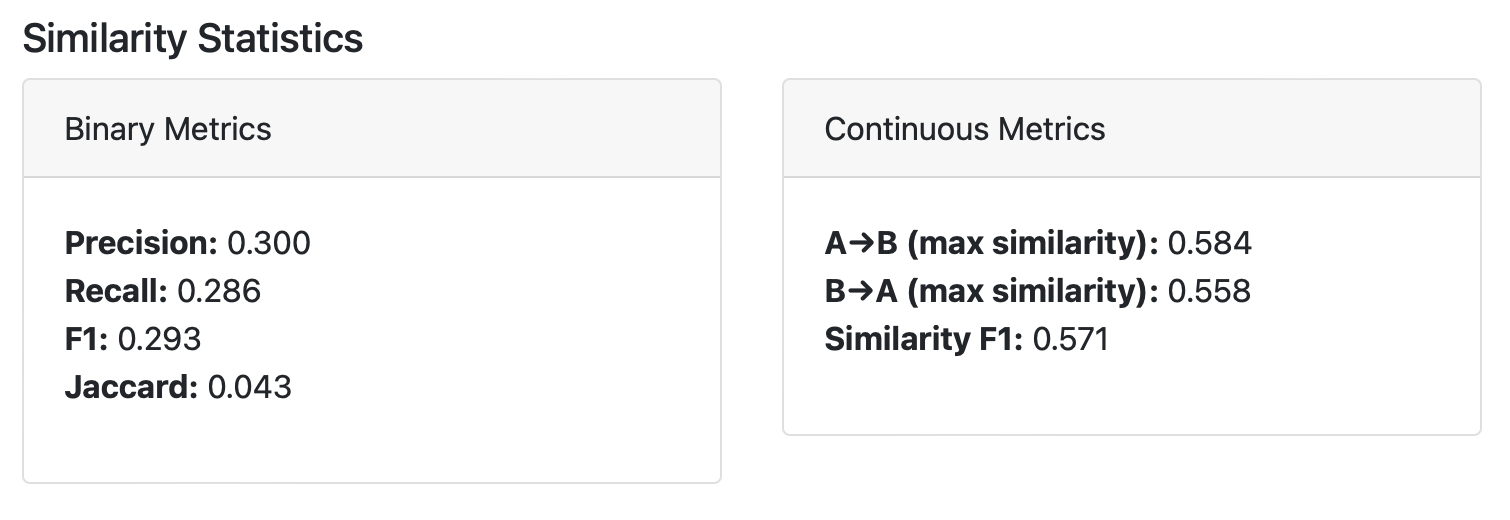 Similarity Statistics
Binary Metrics
Precision: 0.300
Recall: 0.286
F1: 0.293
Jaccard: 0.043
Continuous Metrics
A→B (max similarity): 0.584
B→A (max similarity): 0.558
Similarity F1: 0.571